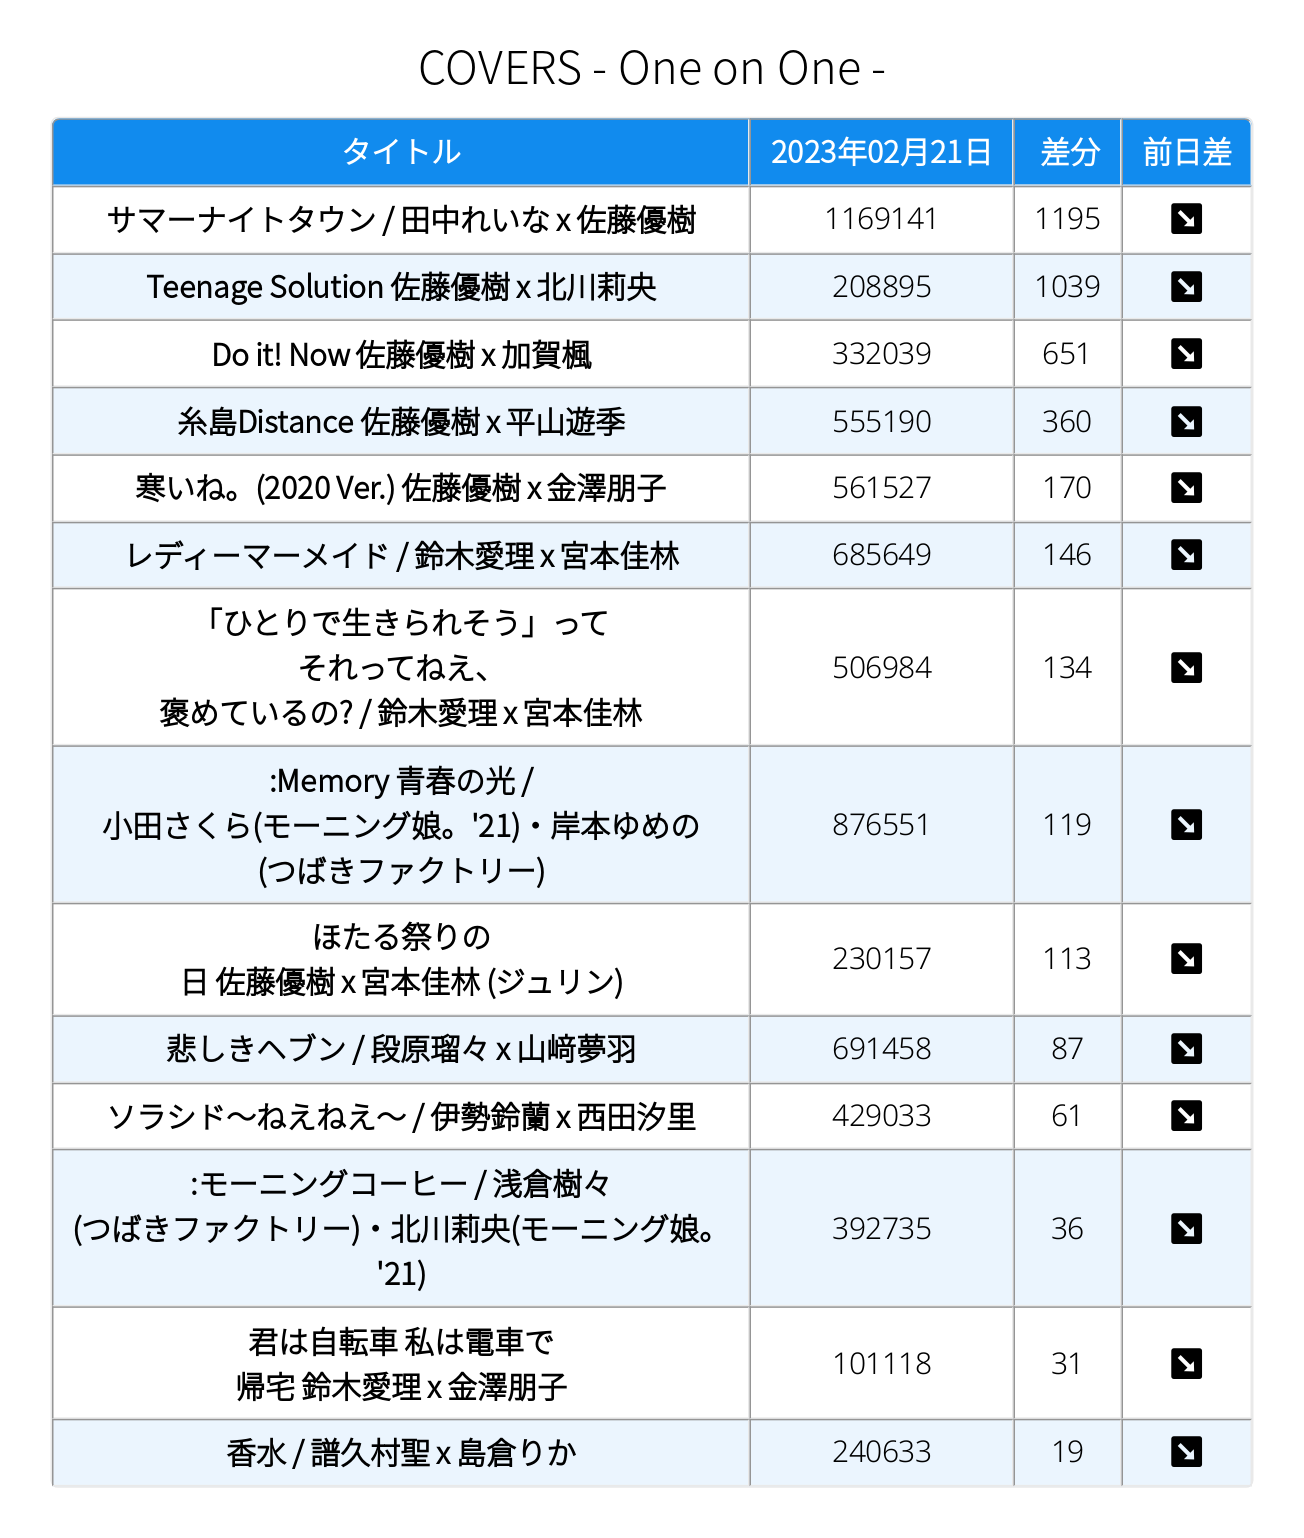 COVERS - One on One -
タイトル 2023年02月21日 差分 前日差
サマーナイトタウン / 田中れいな x 佐藤優樹 1169141 1195
Teenage Solution 佐藤優樹 x 北川莉央 208895 1039
Do it! Now 佐藤優樹 x 加賀楓 332039 651
糸島Distance 佐藤優樹 x 平山遊季 555190 360
寒いね。(2020 Ver.) 佐藤優樹 x 金澤朋子 561527 170
レディーマーメイド / 鈴木愛理 x 宮本佳林 685649 146
「ひとりで生きられそう」って
それってねえ、
褒めているの? / 鈴木愛理 x 宮本佳林 506984 134
:Memory 青春の光 /
小田さくら(モーニング娘。'21)・岸本ゆめの
(つばきファクトリー) 876551 119
ほたる祭りの
日 佐藤優樹 x 宮本佳林 (ジュリン) 230157 113
悲しきヘブン / 段原瑠々 x 山﨑夢羽 691458 87
ソラシド～ねえねえ～ / 伊勢鈴蘭 x 西田汐里 429033 61
:モーニングコーヒー / 浅倉樹々
(つばきファクトリー)・北川莉央(モーニング娘。
'21) 392735 36
君は自転車 私は電車で
帰宅 鈴木愛理 x 金澤朋子 101118 31
香水 / 譜久村聖 x 島倉りか 240633 19